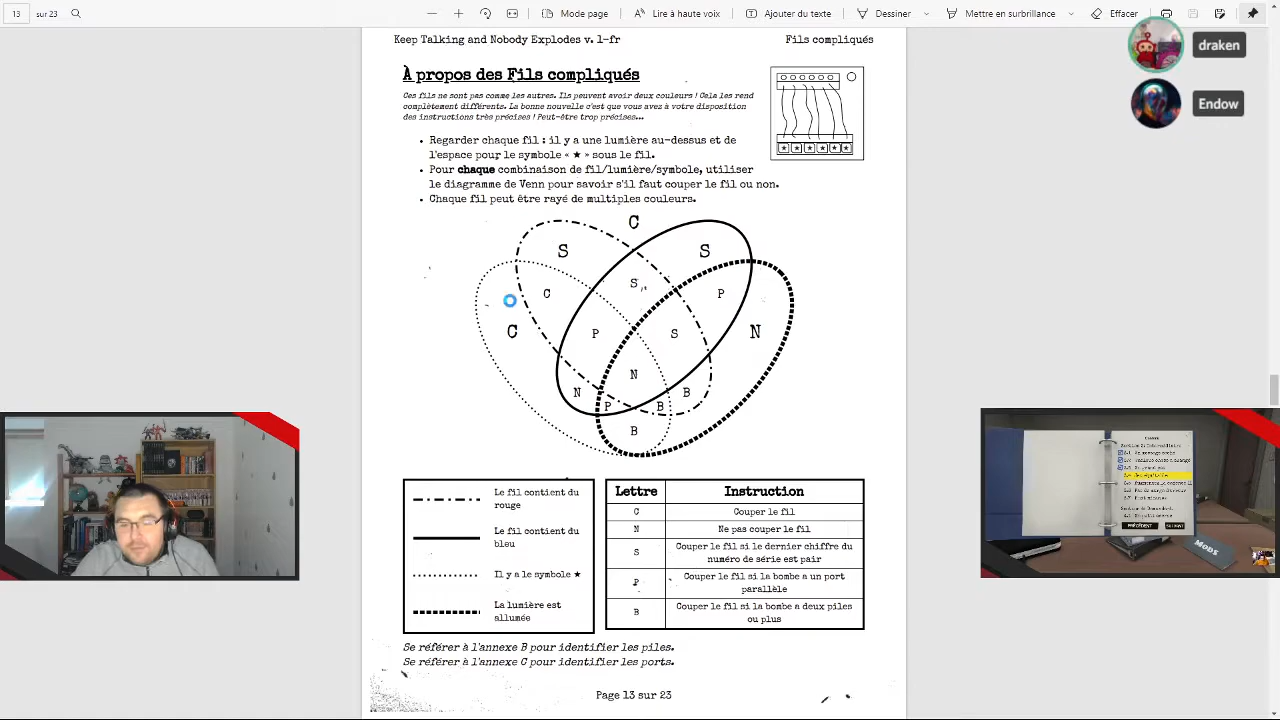 13 sur 23
Mode page
Lire à haute voix
Ajouter du texte
Dessiner
Mettre en surbrillance
Effacer
draken
Endow
Keep Talking and Nobody Explodes v. 1-fr
Fils compliqués
À propos des Fils compliqués
Ces fils ne sont pas comme les autres. Ils peuvent avoir deux couleurs ! Cela les rend
complètement différents. La bonne nouvelle c'est que vous avez à votre disposition
des instructions très précises ! Peut-être trop précises...
• Regarder chaque fil : il y a une lumière au-dessus et de
l'espace pour le symbole « ★ » sous le fil.
• Pour chaque combinaison de fil/lumière/symbole, utiliser
le diagramme de Venn pour savoir s'il faut couper le fil ou non.
• Chaque fil peut être rayé de multiples couleurs.
C
S S
S
C P
C P S N
N
N B
P B
B
Le fil contient du
rouge
Le fil contient du
bleu
Il y a le symbole ★
La lumière est
allumée
Lettre Instruction
C Couper le fil
N Ne pas couper le fil
S Couper le fil si le dernier chiffre du
numéro de série est pair
P Couper le fil si la bombe a un port
parallèle
B Couper le fil si la bombe a deux piles
ou plus
Se référer à l'annexe B pour identifier les piles.
Se référer à l'annexe C pour identifier les ports.
Page 13 sur 23
MODS